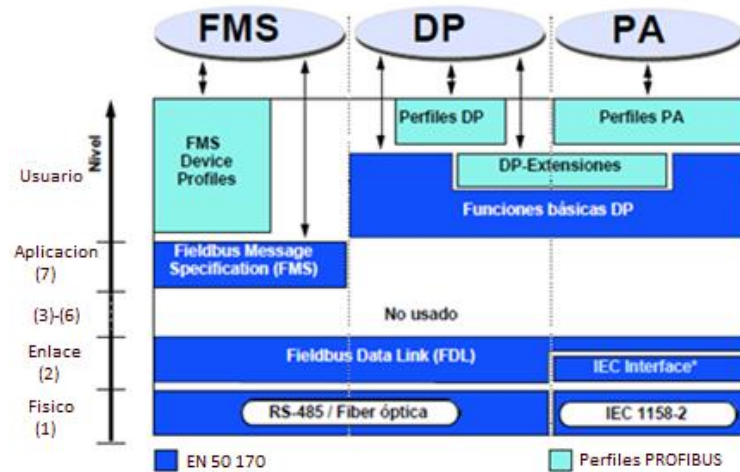 FMS DP PA
Nivel
Usuario
FMS
Device
Profiles
Perfiles DP
Perfiles PA
DP-Extensiones
Funciones básicas DP
Aplicacion
(7)
Fieldbus Message
Specification (FMS)
(3)-(6)
No usado
Enlace
(2)
Fieldbus Data Link (FDL)
IEC Interface*
Fisico
(1)
RS-485 / Fiber óptica
IEC 1158-2
EN 50 170
Perfiles PROFIBUS